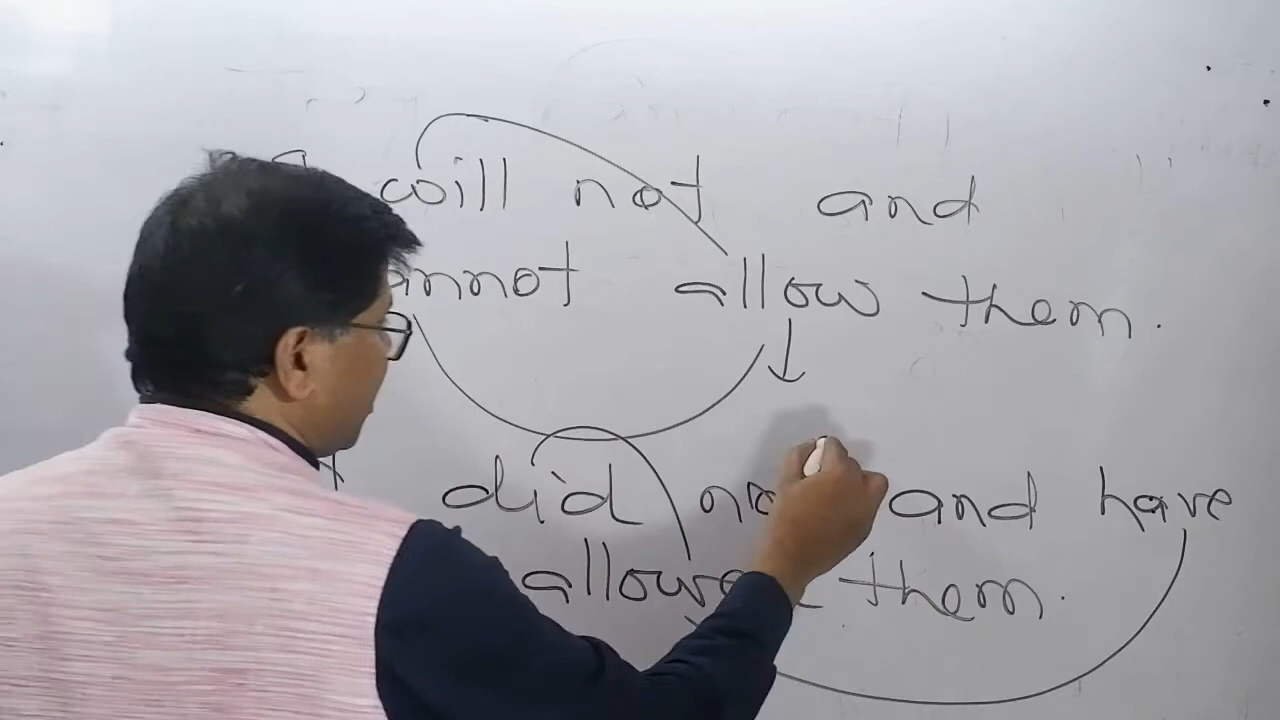 will not and
allow them.
did and have
them.